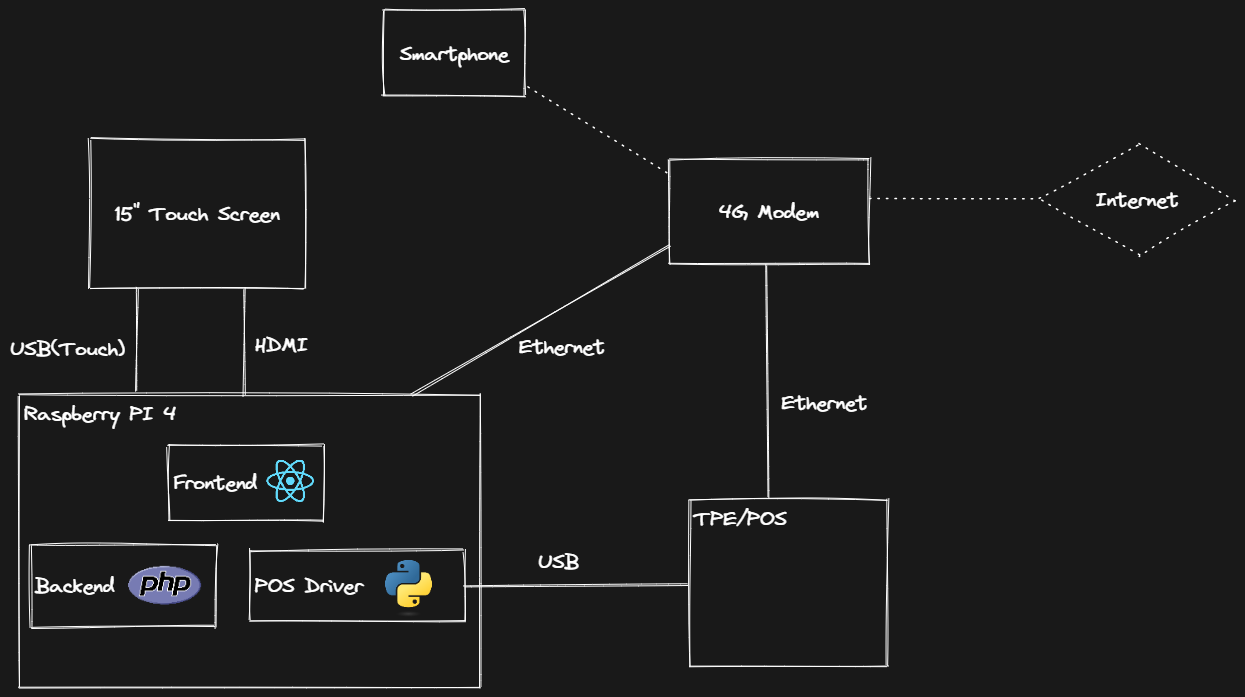 Smartphone
15" Touch Screen
4G Modem
Internet
USB(Touch)
HDMI
Ethernet
Ethernet
Raspberry PI 4
Frontend
Backend php
POS Driver
USB
TPE/POS